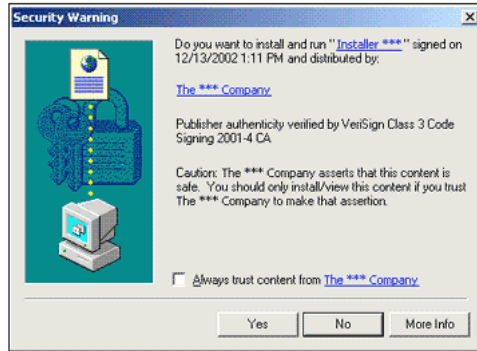 Security Warning
Do you want to install and run "Installer ***" signed on
12/13/2002 1:11 PM and distributed by:
The *** Company
Publisher authenticity verified by VeriSign Class 3 Code
Signing 2001-4 CA
Caution: The *** Company asserts that this content is
safe. You should only install/view this content if you trust
The *** Company to make that assertion.
Always trust content from The *** Company
Yes No More Info